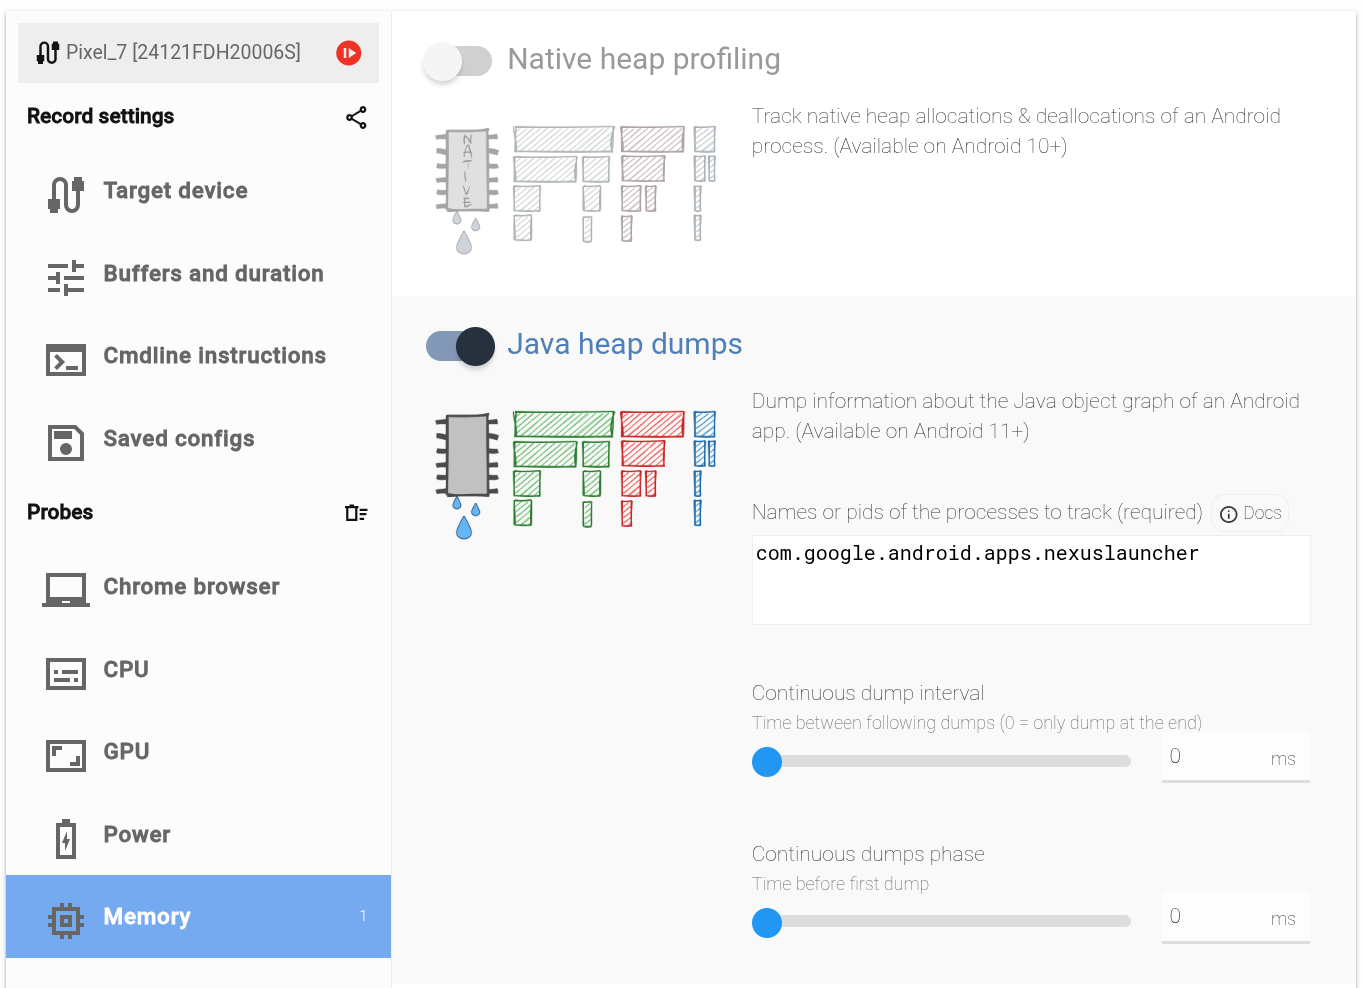 Pixel_7 [24121FDH20006S]
Record settings
Target device
Buffers and duration
Cmdline instructions
Saved configs
Probes
Chrome browser
CPU
GPU
Power
Memory 1
Native heap profiling
NATIVE
Track native heap allocations & deallocations of an Android
process. (Available on Android 10+)
Java heap dumps
Dump information about the Java object graph of an Android
app. (Available on Android 11+)
Names or pids of the processes to track (required) Docs
com.google.android.apps.nexuslauncher
Continuous dump interval
Time between following dumps (0 = only dump at the end)
0 ms
Continuous dumps phase
Time before first dump
0 ms